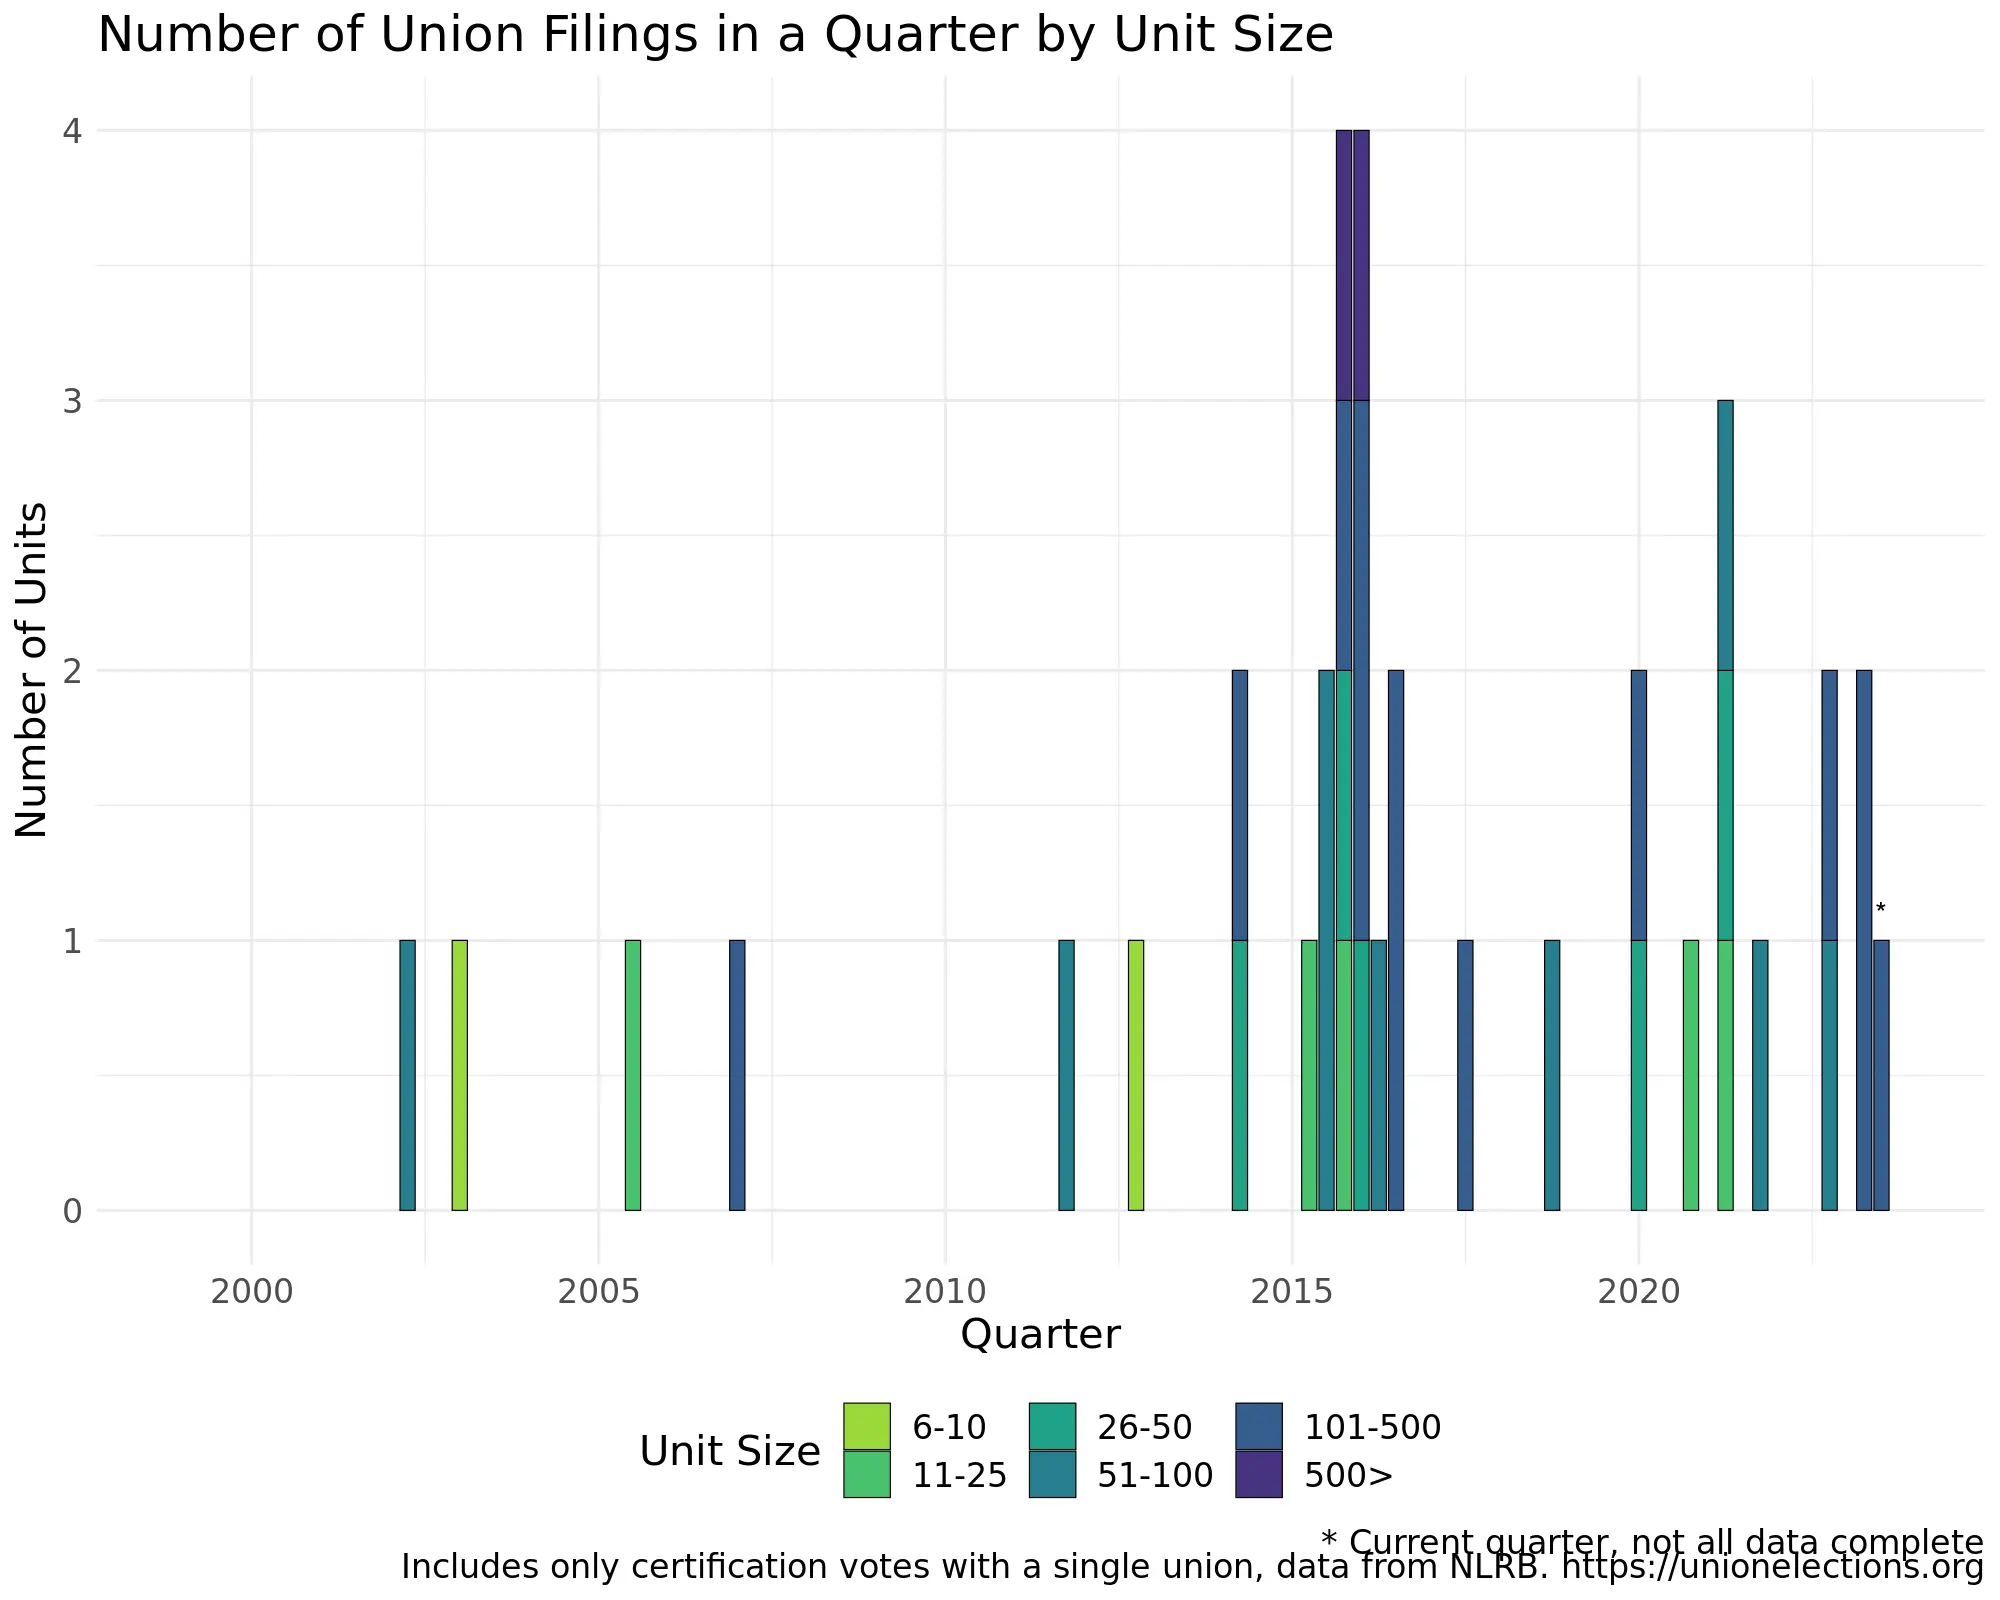 Number of Union Filings in a Quarter by Unit Size
Number of Units
4
3
2
1
0
*
2000 2005 2010 2015 2020
Quarter
Unit Size
6-10 26-50 101-500
11-25 51-100 500>
* Current quarter, not all data complete
Includes only certification votes with a single union, data from NLRB. https://unionelections.org